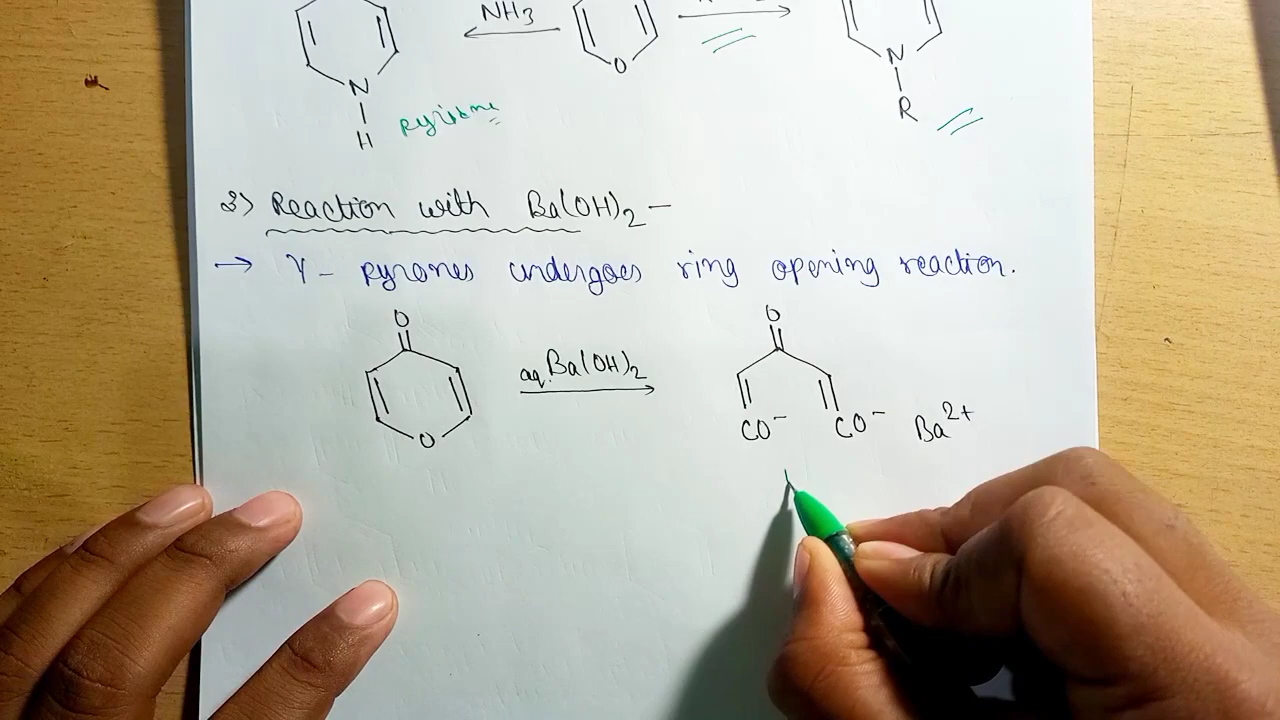 NH3
O
N
H
N
R
pyridone
3) Reaction with Ba(OH)2 -
→ γ - pyrones undergoes ring opening reaction.
O
O
aq. Ba(OH)2
O
CO⁻ CO⁻ Ba2+